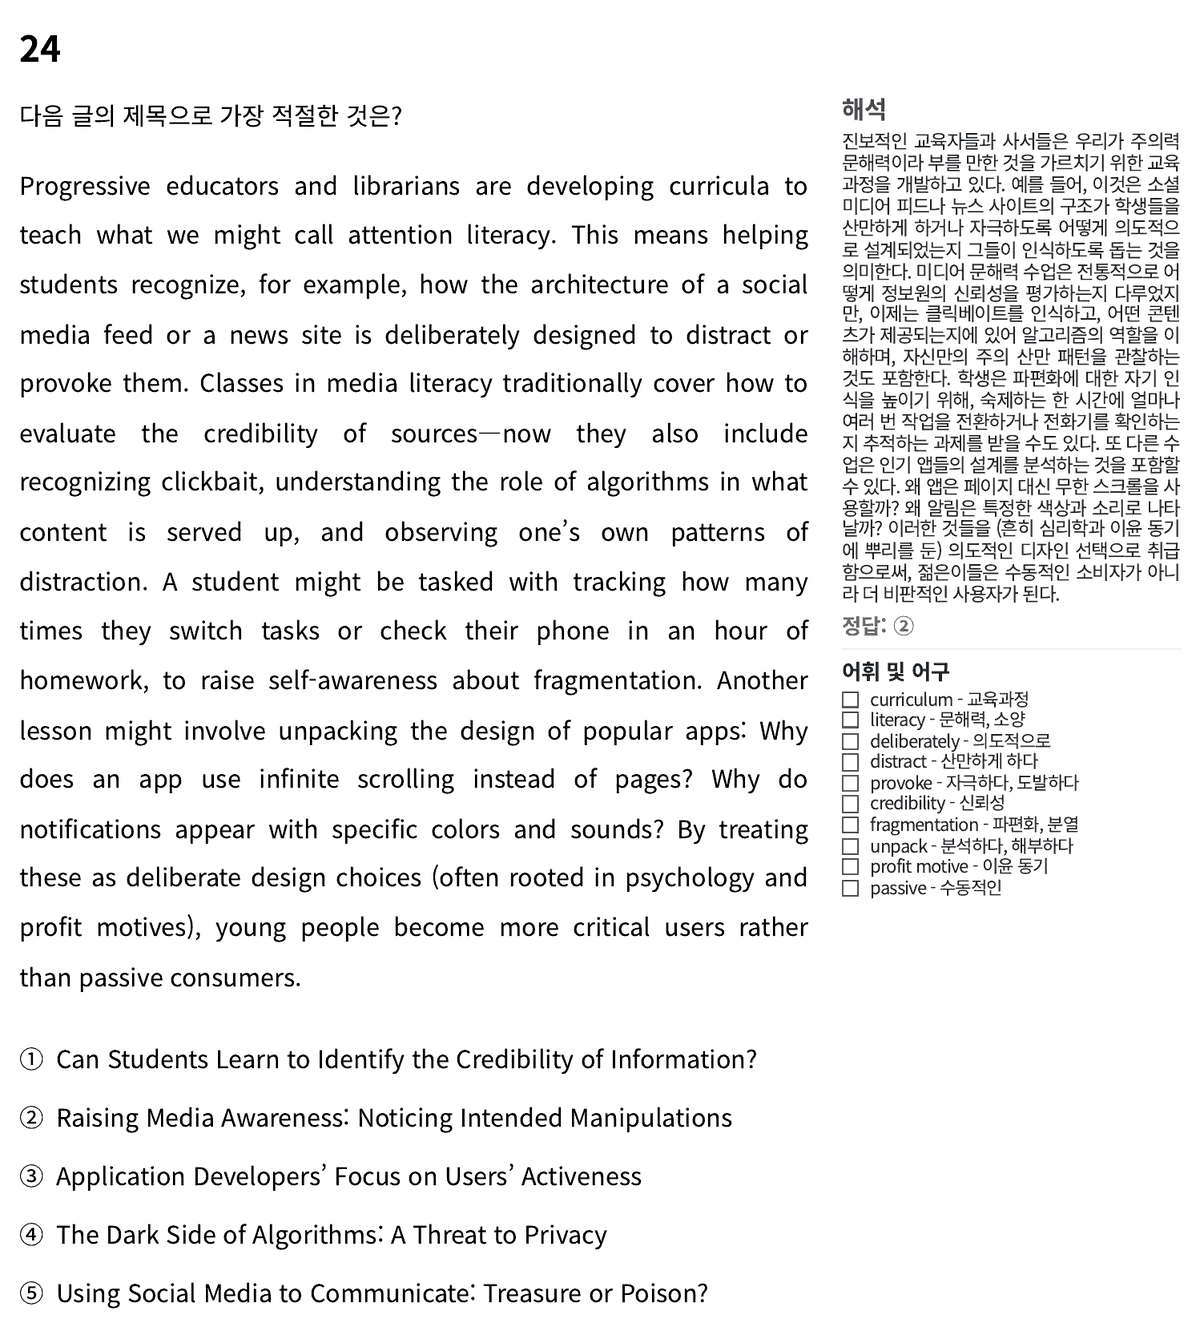 24
다음 글의 제목으로 가장 적절한 것은?
Progressive educators and librarians are developing curricula to
teach what we might call attention literacy. This means helping
students recognize, for example, how the architecture of a social
media feed or a news site is deliberately designed to distract or
provoke them. Classes in media literacy traditionally cover how to
evaluate the credibility of sources—now they also include
recognizing clickbait, understanding the role of algorithms in what
content is served up, and observing one’s own patterns of
distraction. A student might be tasked with tracking how many
times they switch tasks or check their phone in an hour of
homework, to raise self-awareness about fragmentation. Another
lesson might involve unpacking the design of popular apps: Why
does an app use infinite scrolling instead of pages? Why do
notifications appear with specific colors and sounds? By treating
these as deliberate design choices (often rooted in psychology and
profit motives), young people become more critical users rather
than passive consumers.
① Can Students Learn to Identify the Credibility of Information?
② Raising Media Awareness: Noticing Intended Manipulations
③ Application Developers’ Focus on Users’ Activeness
④ The Dark Side of Algorithms: A Threat to Privacy
⑤ Using Social Media to Communicate: Treasure or Poison?
해석
진보적인 교육자들과 사서들은 우리가 주의력
문해력이라 부를 만한 것을 가르치기 위한 교육
과정을 개발하고 있다. 예를 들어, 이것은 소셜
미디어 피드나 뉴스 사이트의 구조가 학생들을
산만하게 하거나 자극하도록 어떻게 의도적으
로 설계되었는지 그들이 인식하도록 돕는 것을
의미한다. 미디어 문해력 수업은 전통적으로 어
떻게 정보원의 신뢰성을 평가하는지 다루었지
만, 이제는 클릭베이트를 인식하고, 어떤 콘텐
츠가 제공되는지에 있어 알고리즘의 역할을 이
해하며, 자신만의 주의 산만 패턴을 관찰하는
것도 포함한다. 학생은 파편화에 대한 자기 인
식을 높이기 위해, 숙제하는 한 시간에 얼마나
여러 번 작업을 전환하거나 전화기를 확인하는
지 추적하는 과제를 받을 수도 있다. 또 다른 수
업은 인기 앱들의 설계를 분석하는 것을 포함할
수 있다. 왜 앱은 페이지 대신 무한 스크롤을 사
용할까? 왜 알림은 특정한 색상과 소리로 나타
날까? 이러한 것들을 (흔히 심리학과 이윤 동기
에 뿌리를 둔) 의도적인 디자인 선택으로 취급
함으로써, 젊은이들은 수동적인 소비자가 아니
라 더 비판적인 사용자가 된다.
정답: ②
어휘 및 어구
curriculum - 교육과정
literacy - 문해력, 소양
deliberately - 의도적으로
distract - 산만하게 하다
provoke - 자극하다, 도발하다
credibility - 신뢰성
fragmentation - 파편화, 분열
unpack - 분석하다, 해부하다
profit motive - 이윤 동기
passive - 수동적인